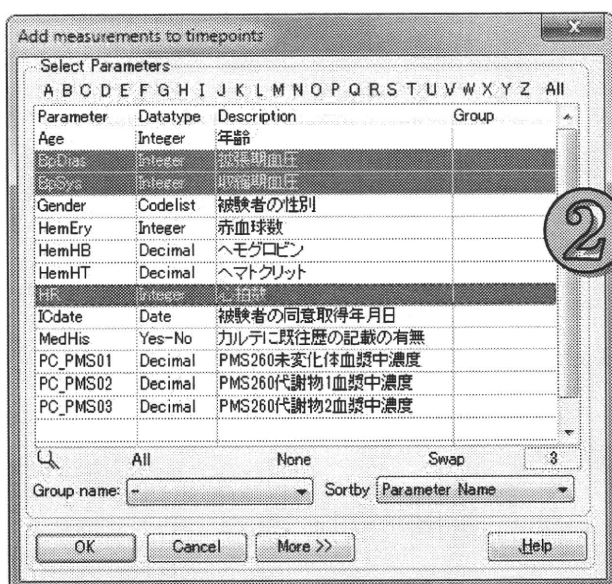 Add measurements to timepoints
Select Parameters
A B C D E F G H I J K L M N O P Q R S T U V W X Y Z All
Parameter Datatype Description Group
Age Integer 年齢
BpDias Integer 拡張期血圧
BpSys Integer 収縮期血圧
Gender Codelist 被験者の性別
HemEry Integer 赤血球数
HemHB Decimal ヘモグロビン
HemHT Decimal ヘマトクリット
HR Integer 心拍数
ICdate Date 被験者の同意取得年月日
MedHis Yes-No カルテに既往歴の記載の有無
PC_PMS01 Decimal PMS260未変化体血漿中濃度
PC_PMS02 Decimal PMS260代謝物1血漿中濃度
PC_PMS03 Decimal PMS260代謝物2血漿中濃度
2
All None Swap 3
Group name: - Sortby Parameter Name
OK Cancel More >> Help